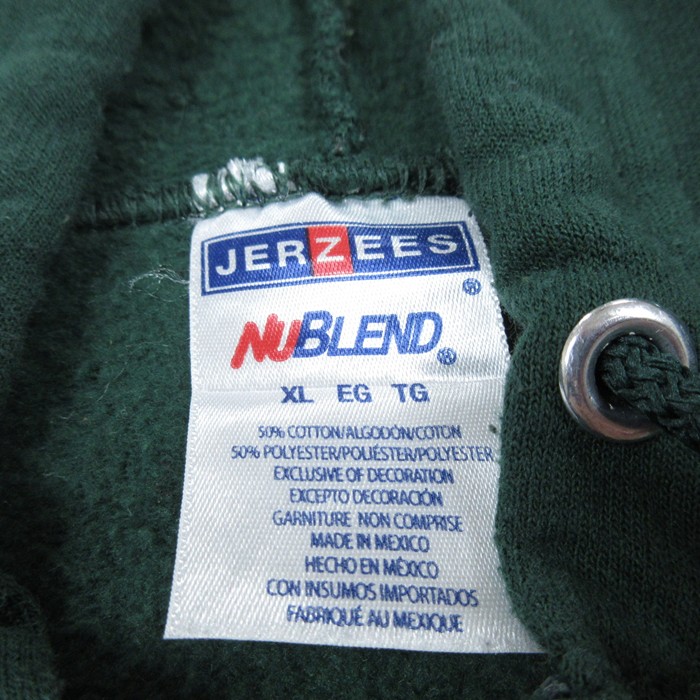 JERZEES®
NUBLEND®
XL EG TG
50% COTTON/ALGODÓN/COTON
50% POLYESTER/POLIÉSTER/POLYESTER
EXCLUSIVE OF DECORATION
EXCEPTO DECORACIÓN
GARNITURE NON COMPRISE
MADE IN MEXICO
HECHO EN MÉXICO
CON INSUMOS IMPORTADOS
FABRIQUÉ AU MEXIQUE